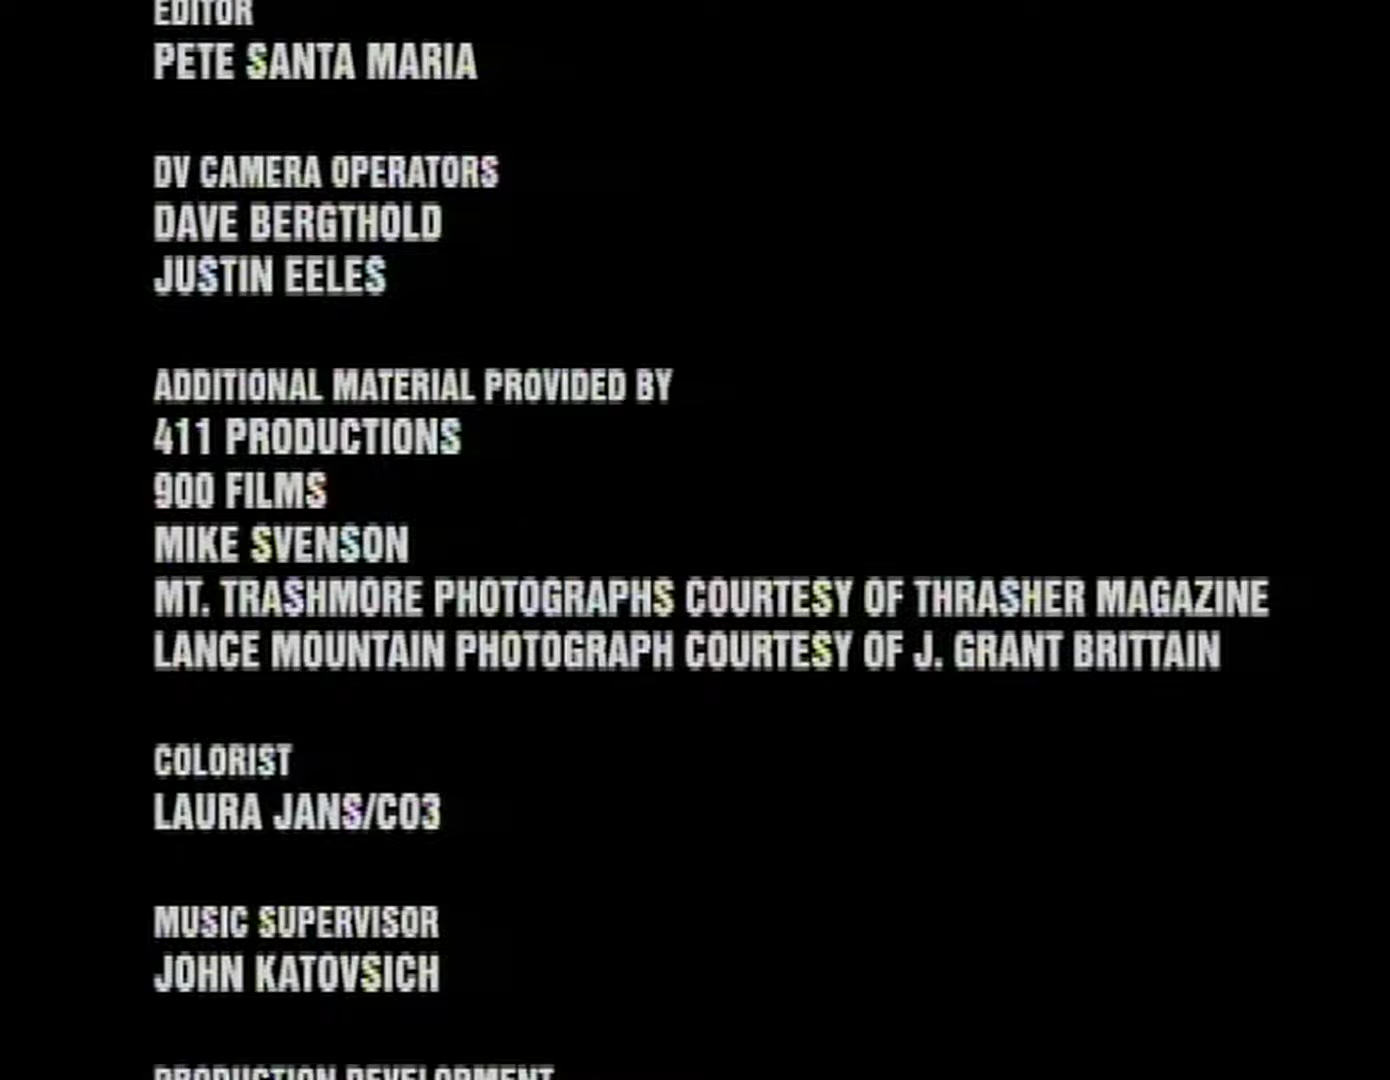 EDITOR
PETE SANTA MARIA
DV CAMERA OPERATORS
DAVE BERGTHOLD
JUSTIN EELES
ADDITIONAL MATERIAL PROVIDED BY
411 PRODUCTIONS
900 FILMS
MIKE SVENSON
MT. TRASHMORE PHOTOGRAPHS COURTESY OF THRASHER MAGAZINE
LANCE MOUNTAIN PHOTOGRAPH COURTESY OF J. GRANT BRITTAIN
COLORIST
LAURA JANS/CO3
MUSIC SUPERVISOR
JOHN KATOVSICH
PRODUCTION DEVELOPMENT